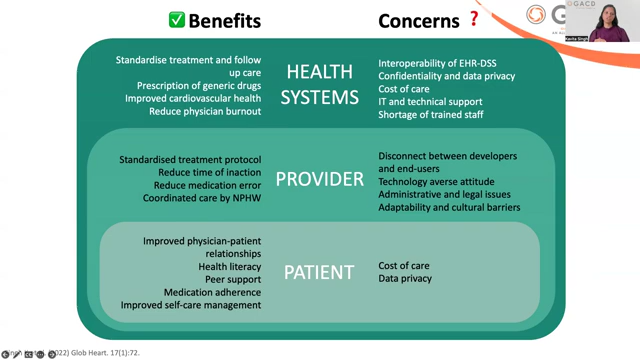 ✅ Benefits
Concerns ?
GACD
Kavita Singh
Standardise treatment and follow
up care
Prescription of generic drugs
Improved cardiovascular health
Reduce physician burnout
HEALTH
SYSTEMS
Interoperability of EHR-DSS
Confidentiality and data privacy
Cost of care
IT and technical support
Shortage of trained staff
Standardised treatment protocol
Reduce time of inaction
Reduce medication error
Coordinated care by NPHW
PROVIDER
Disconnect between developers
and end-users
Technology averse attitude
Administrative and legal issues
Adaptability and cultural barriers
Improved physician-patient
relationships
Health literacy
Peer support
Medication adherence
Improved self-care management
PATIENT
Cost of care
Data privacy
2022) Glob Heart. 17(1):72.